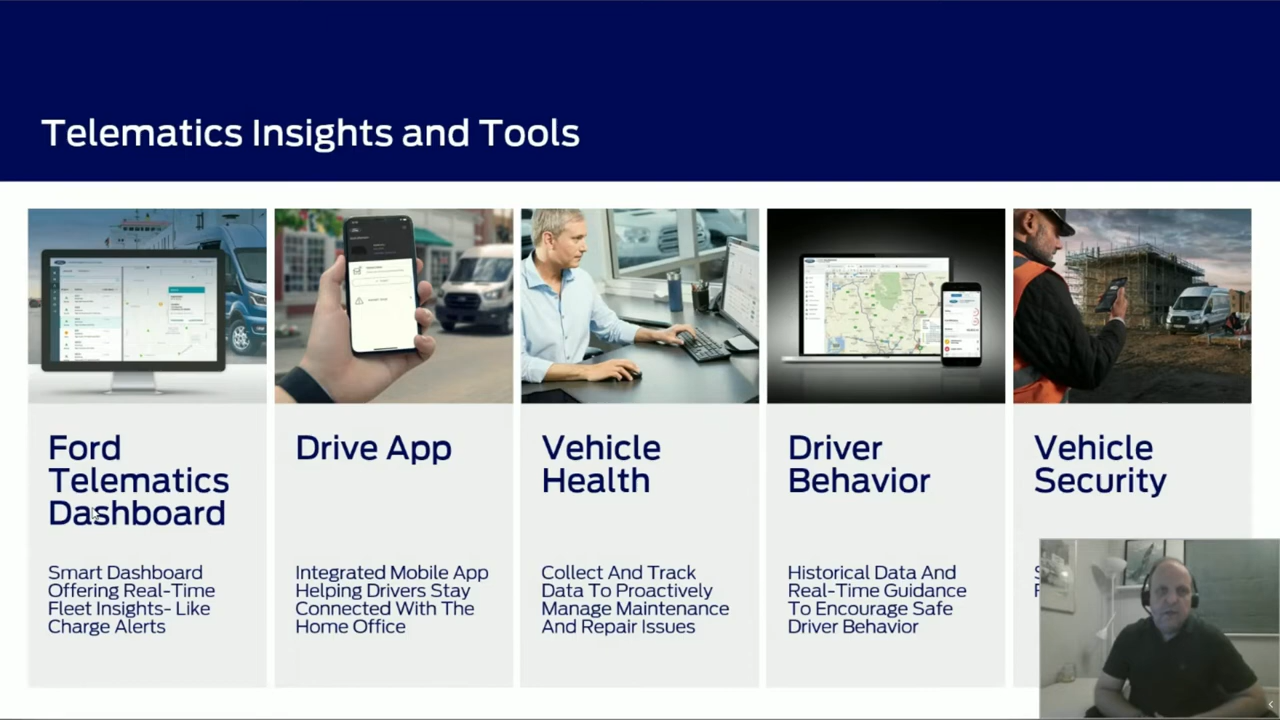 Telematics Insights and Tools
Ford
Telematics
Dashboard
Smart Dashboard
Offering Real-Time
Fleet Insights- Like
Charge Alerts
Drive App
Integrated Mobile App
Helping Drivers Stay
Connected With The
Home Office
Vehicle
Health
Collect And Track
Data To Proactively
Manage Maintenance
And Repair Issues
Driver
Behavior
Historical Data And
Real-Time Guidance
To Encourage Safe
Driver Behavior
Vehicle
Security